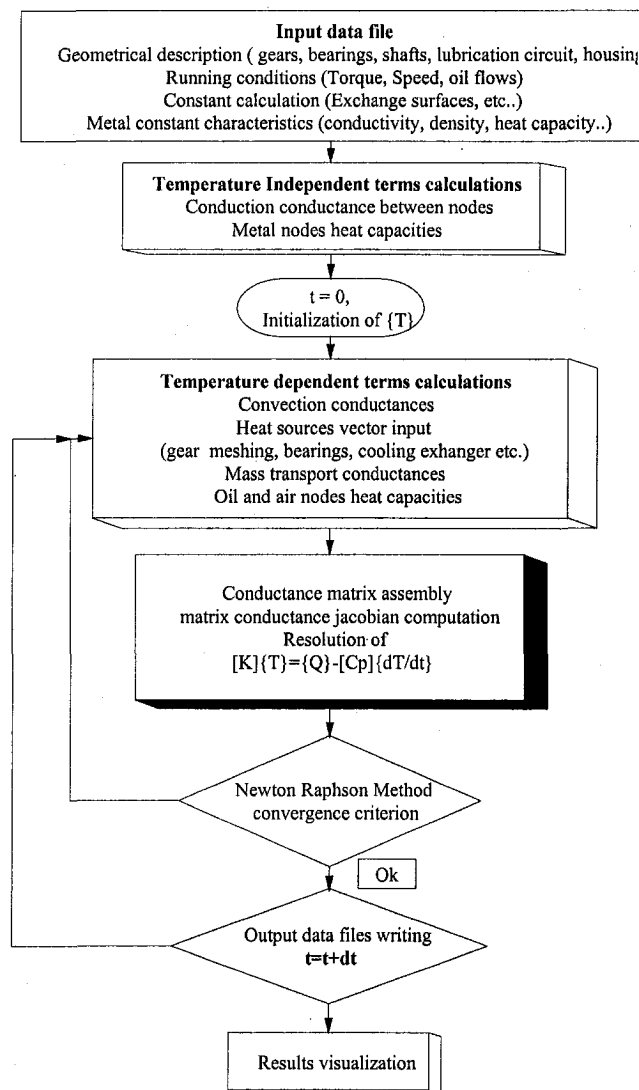 Input data file
Geometrical description ( gears, bearings, shafts, lubrication circuit, housing
Running conditions (Torque, Speed, oil flows)
Constant calculation (Exchange surfaces, etc..)
Metal constant characteristics (conductivity, density, heat capacity..)
Temperature Independent terms calculations
Conduction conductance between nodes
Metal nodes heat capacities
t = 0,
Initialization of {T}
Temperature dependent terms calculations
Convection conductances
Heat sources vector input
(gear meshing, bearings, cooling exhanger etc.)
Mass transport conductances
Oil and air nodes heat capacities
Conductance matrix assembly
matrix conductance jacobian computation
Resolution of
[K]{T}={Q}-[Cp]{dT/dt}
Newton Raphson Method
convergence criterion
Ok
Output data files writing
t=t+dt
Results visualization